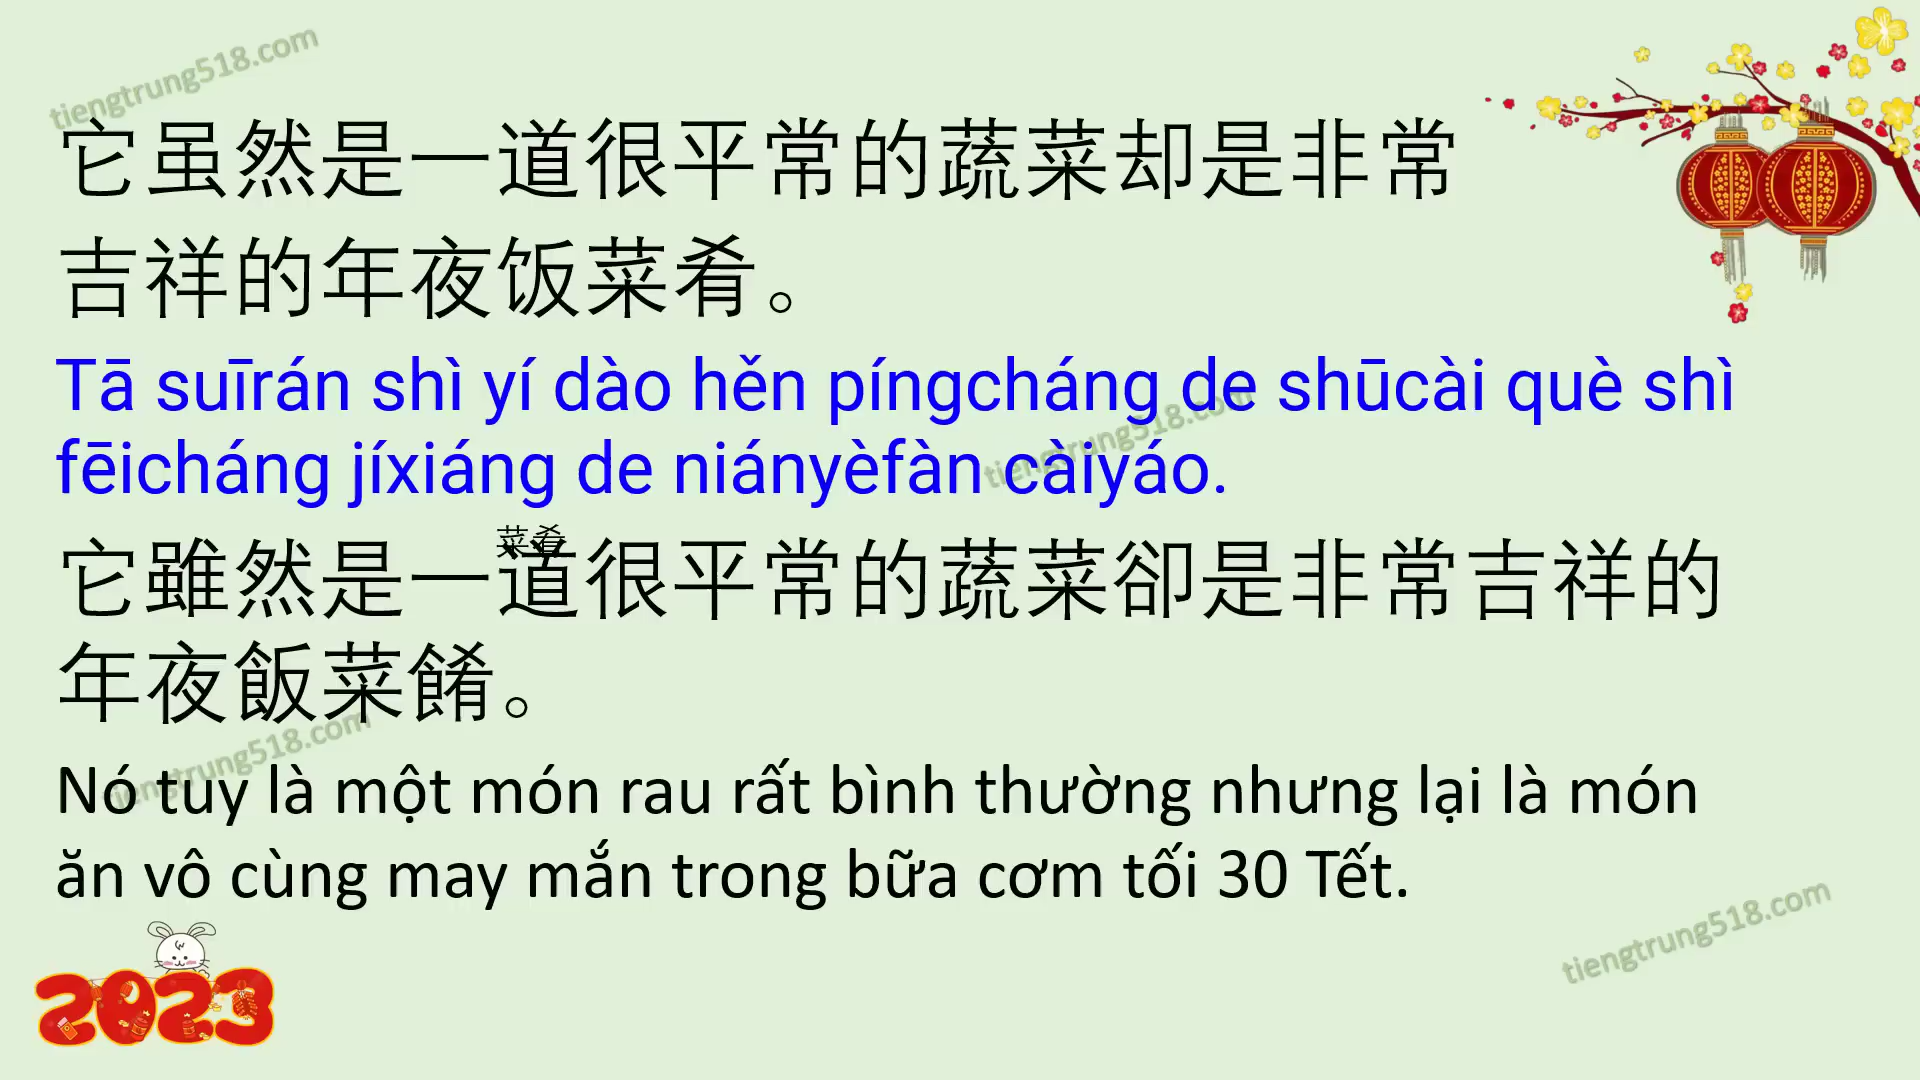 tiengtrung518.com
它虽然是一道很平常的蔬菜却是非常
吉祥的年夜饭菜肴。
Tā suīrán shì yí dào hěn píngcháng de shūcài què shì
tiengtrung518.com
fēicháng jíxiáng de niányèfàn càiyáo.
菜肴
它雖然是一道很平常的蔬菜卻是非常吉祥的
年夜飯菜餚。
tiengtrung518.com
Nó tuy là một món rau rất bình thường nhưng lại là món
ăn vô cùng may mắn trong bữa cơm tối 30 Tết.
tiengtrung518.com
2023